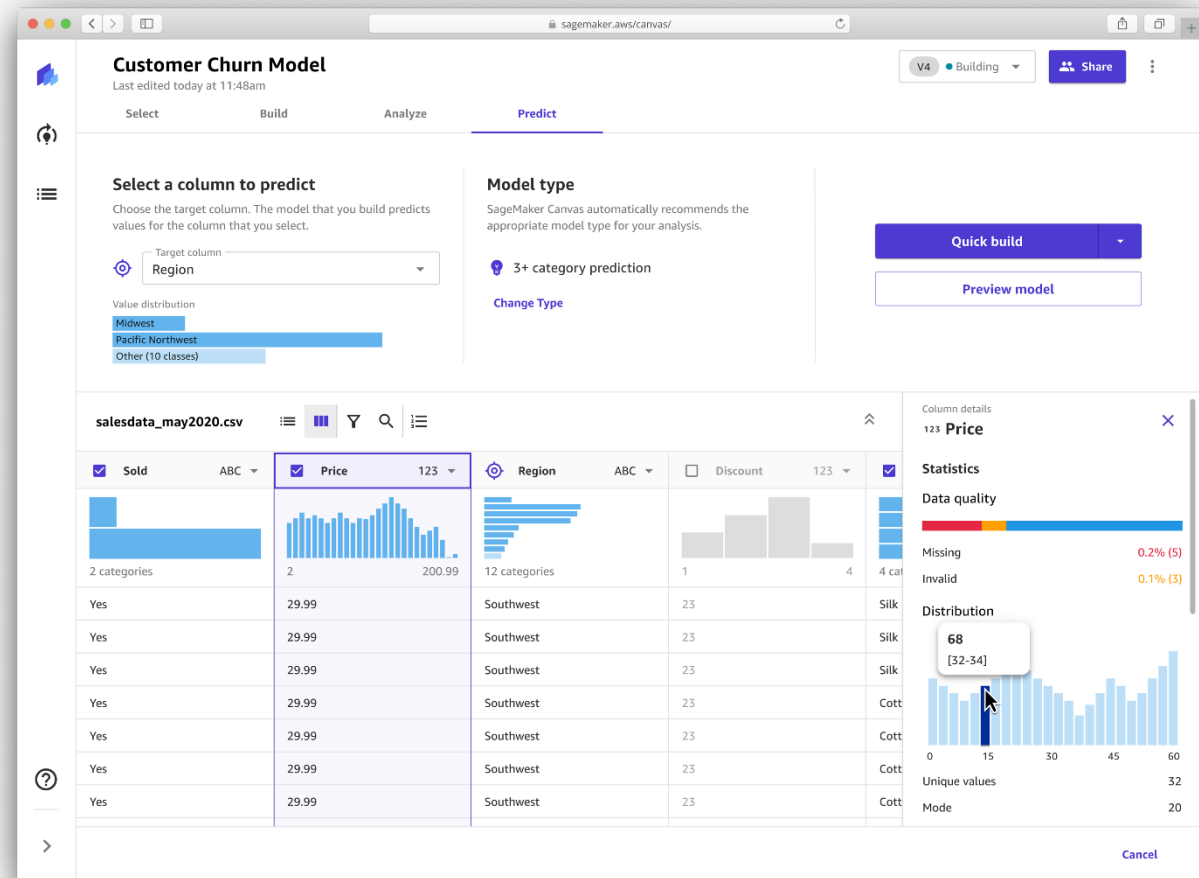 sagemaker.aws/canvas/
Customer Churn Model
Last edited today at 11:48am
V4 Building
Share
Select Build Analyze Predict
Select a column to predict
Choose the target column. The model that you build predicts
values for the column that you select.
Target column
Region
Value distribution
Midwest
Pacific Northwest
Other (10 classes)
Model type
SageMaker Canvas automatically recommends the
appropriate model type for your analysis.
3+ category prediction
Change Type
Quick build
Preview model
salesdata_may2020.csv
Sold ABC Price 123 Region ABC Discount 123
2 categories 2 200.99 12 categories 1 4 4 cat
Yes 29.99 Southwest 23 Silk
Yes 29.99 Southwest 23 Silk
Yes 29.99 Southwest 23 Silk
Yes 29.99 Southwest 23 Cott
Yes 29.99 Southwest 23 Cott
Yes 29.99 Southwest 23 Cott
Yes 29.99 Southwest 23 Cott
Column details
123 Price
Statistics
Data quality
Missing 0.2% (5)
Invalid 0.1% (3)
Distribution
68
[32-34]
0 15 30 45 60
Unique values 32
Mode 20
Cancel